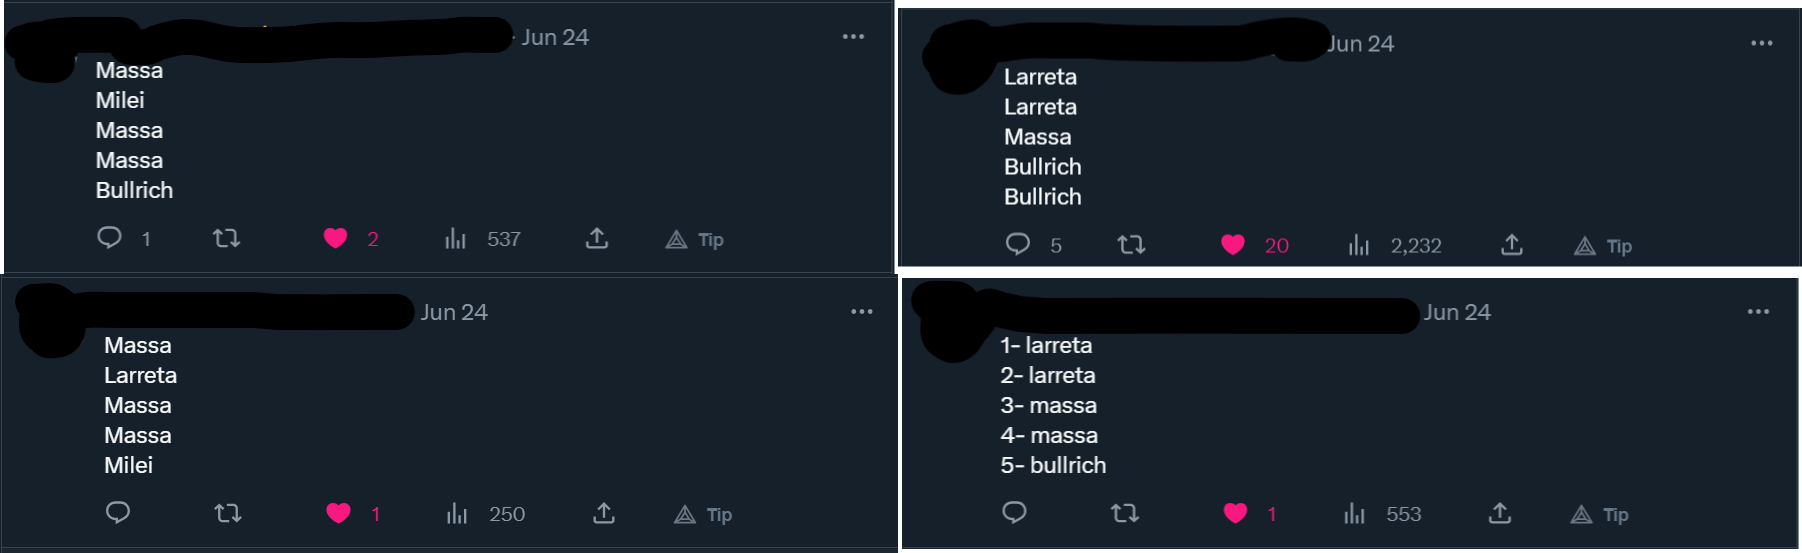 · Jun 24
Massa
Milei
Massa
Massa
Bullrich
1 2 537 Tip
Jun 24
Larreta
Larreta
Massa
Bullrich
Bullrich
5 20 2,232 Tip
Jun 24
Massa
Larreta
Massa
Massa
Milei
1 250 Tip
Jun 24
1- larreta
2- larreta
3- massa
4- massa
5- bullrich
1 553 Tip